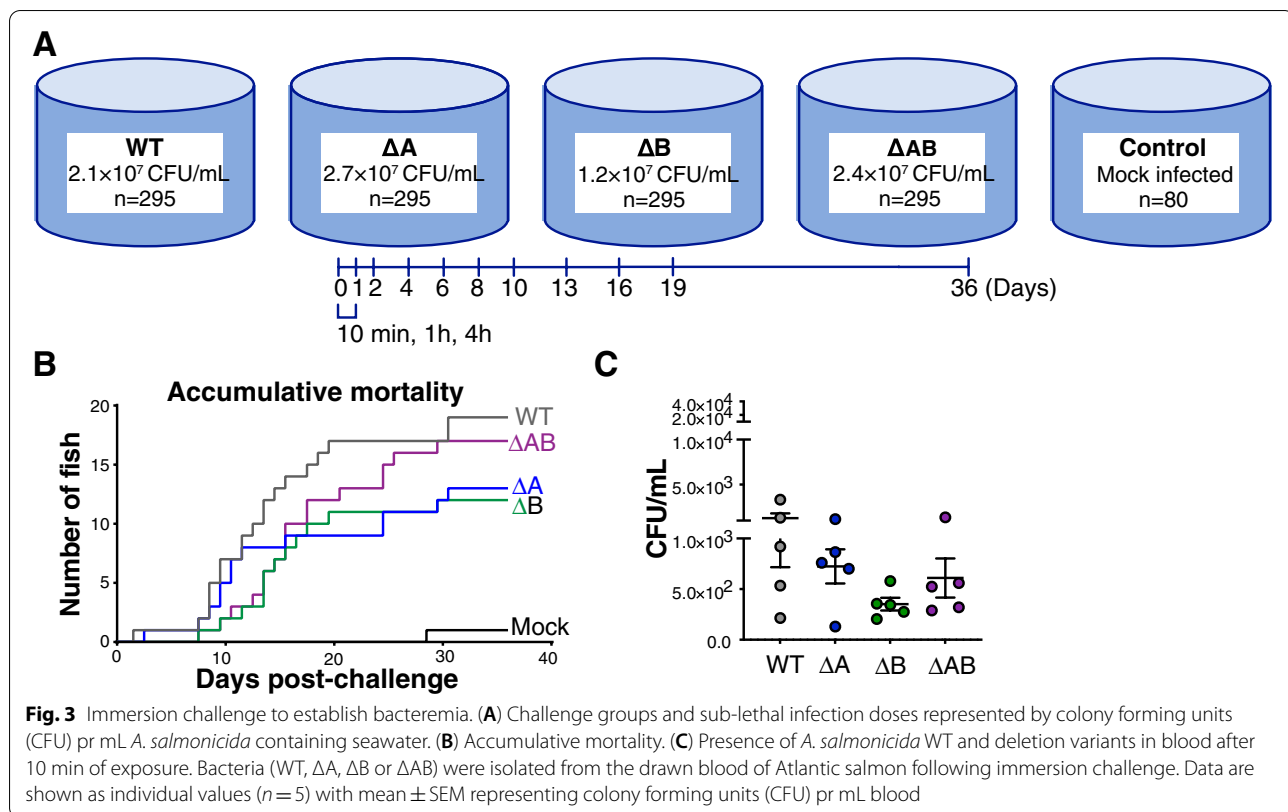 A
WT
2.1×10⁷ CFU/mL
n=295
ΔA
2.7×10⁷ CFU/mL
n=295
ΔB
1.2×10⁷ CFU/mL
n=295
ΔAB
2.4×10⁷ CFU/mL
n=295
Control
Mock infected
n=80
0 1 2 4 6 8 10 13 16 19 36 (Days)
10 min, 1h, 4h
B
Accumulative mortality
Number of fish
20
15
10
5
0
WT
ΔAB
ΔA
ΔB
Mock
0 10 20 30 40
Days post-challenge
C
CFU/mL
4.0×10⁴
2.0×10⁴
1.0×10⁴
5.0×10³
1.0×10³
5.0×10²
0.0
WT ΔA ΔB ΔAB
Fig. 3 Immersion challenge to establish bacteremia. (A) Challenge groups and sub-lethal infection doses represented by colony forming units
(CFU) pr mL A. salmonicida containing seawater. (B) Accumulative mortality. (C) Presence of A. salmonicida WT and deletion variants in blood after
10 min of exposure. Bacteria (WT, ΔA, ΔB or ΔAB) were isolated from the drawn blood of Atlantic salmon following immersion challenge. Data are
shown as individual values (n = 5) with mean ± SEM representing colony forming units (CFU) pr mL blood